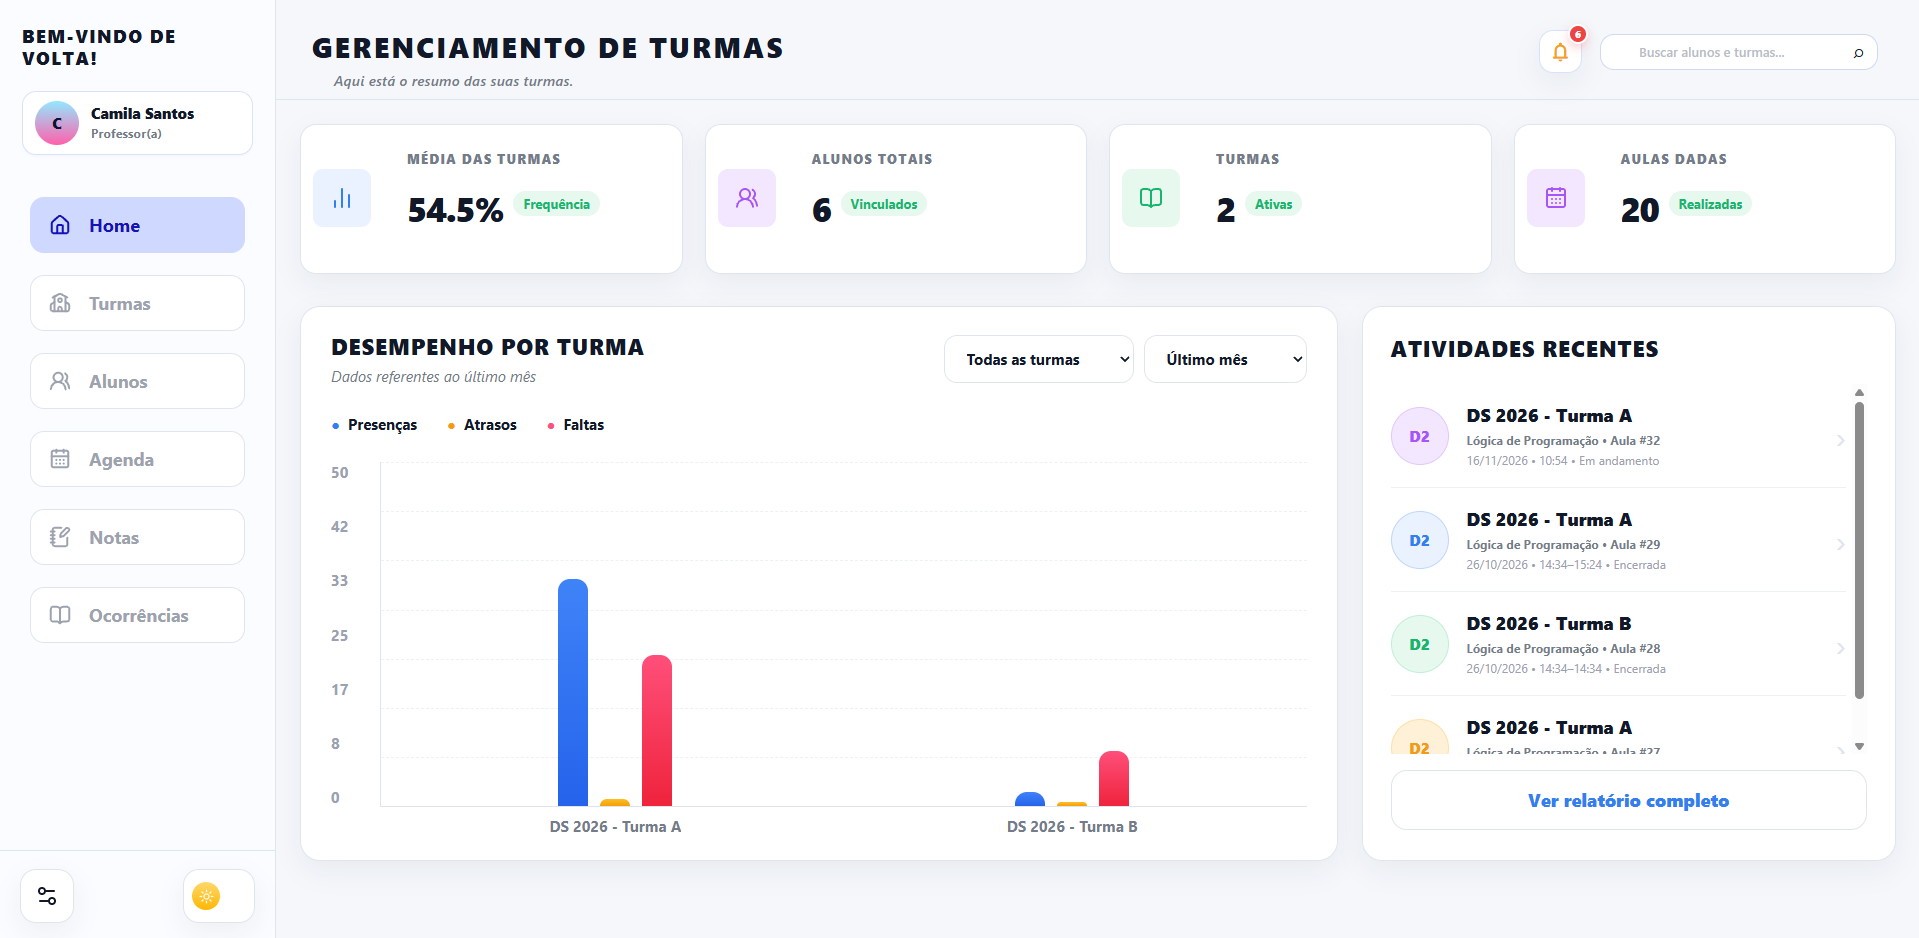 BEM-VINDO DE
VOLTA!
C
Camila Santos
Professor(a)
Home
Turmas
Alunos
Agenda
Notas
Ocorrências
GERENCIAMENTO DE TURMAS
Aqui está o resumo das suas turmas.
6
Buscar alunos e turmas...
MÉDIA DAS TURMAS
54.5% Frequência
ALUNOS TOTAIS
6 Vinculados
TURMAS
2 Ativas
AULAS DADAS
20 Realizadas
DESEMPENHO POR TURMA
Dados referentes ao último mês
Todas as turmas
Último mês
Presenças
Atrasos
Faltas
50
42
33
25
17
8
0
DS 2026 - Turma A
DS 2026 - Turma B
ATIVIDADES RECENTES
D2
DS 2026 - Turma A
Lógica de Programação • Aula #32
16/11/2026 • 10:54 • Em andamento
D2
DS 2026 - Turma A
Lógica de Programação • Aula #29
26/10/2026 • 14:34–15:24 • Encerrada
D2
DS 2026 - Turma B
Lógica de Programação • Aula #28
26/10/2026 • 14:34–14:34 • Encerrada
D2
DS 2026 - Turma A
Lógica de Programação • Aula #27
Ver relatório completo